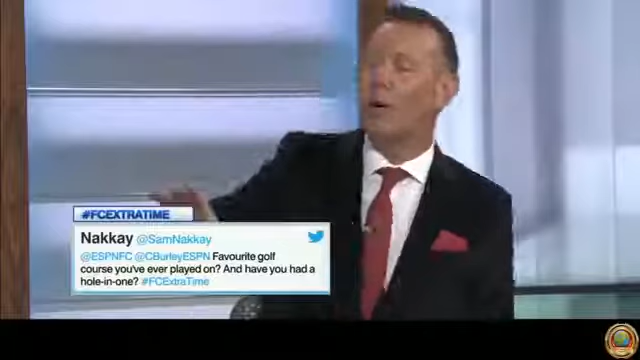 #FCEXTRATIME
Nakkay @SamNakkay
@ESPNFC @CBurleyESPN Favourite golf
course you've ever played on? And have you had a
hole-in-one? #FCExtraTime